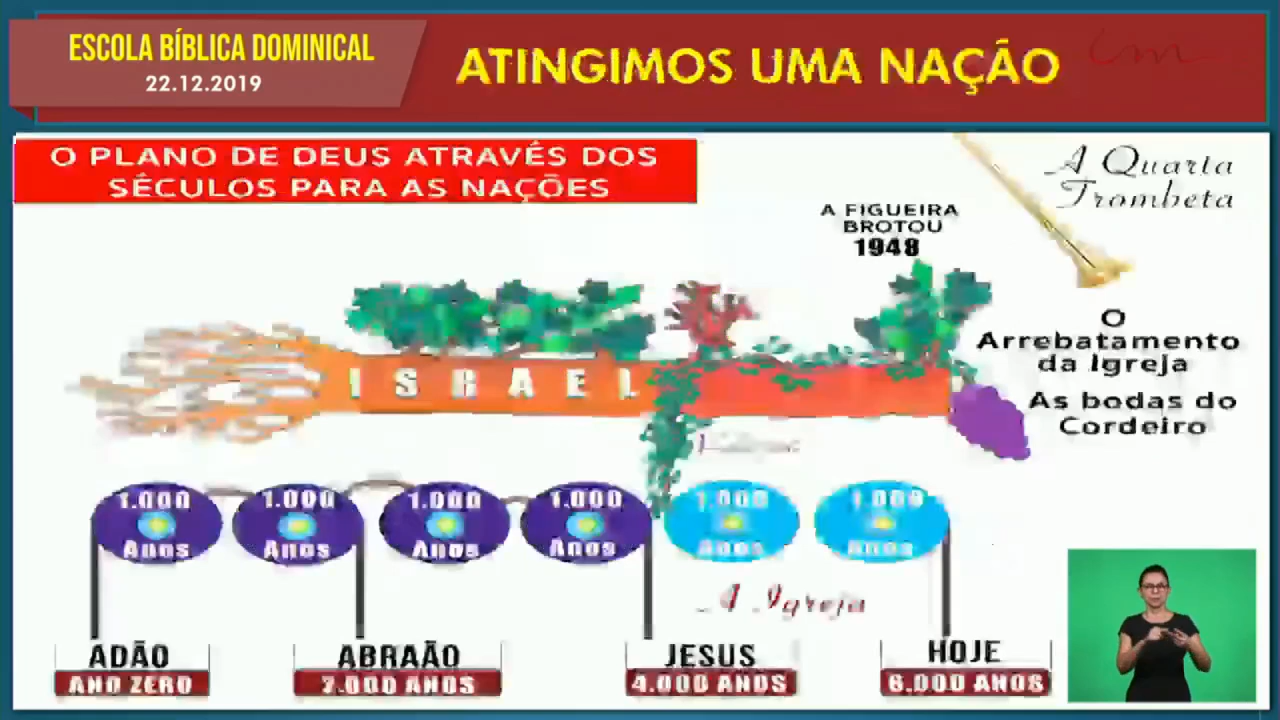 ESCOLA BÍBLICA DOMINICAL
22.12.2019
ATINGIMOS UMA NAÇÃO
O PLANO DE DEUS ATRAVÉS DOS
SÉCULOS PARA AS NAÇÕES
A Quarta
Trombeta
A FIGUEIRA
BROTOU
1948
O
Arrebatamento
da Igreja
As bodas do
Cordeiro
ISRAEL
1.000
Anos
1.000
Anos
1.000
Anos
1.000
Anos
1.000
Anos
1.000
Anos
A Igreja
ADÃO
ANO ZERO
ABRAÃO
2.000 ANOS
JESUS
4.000 ANOS
HOJE
6.000 ANOS